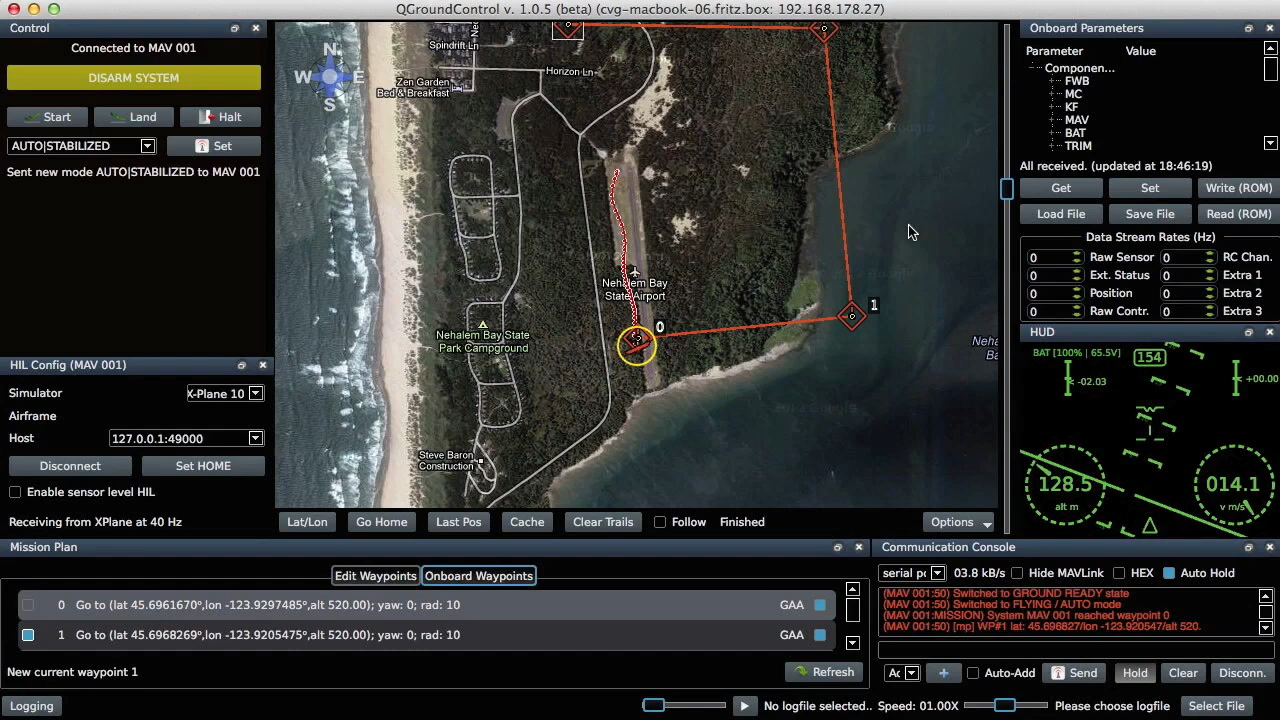 QGroundControl v. 1.0.5 (beta) (cvg-macbook-06.fritz.box: 192.168.178.27)
Control
Connected to MAV 001
DISARM SYSTEM
Start
Land
Halt
AUTO|STABILIZED
Set
Sent new mode AUTO|STABILIZED to MAV 001
HIL Config (MAV 001)
Simulator
X-Plane 10
Airframe
Host
127.0.0.1:49000
Disconnect
Set HOME
Enable sensor level HIL
Receiving from XPlane at 40 Hz
N
W
E
S
Spindrift Ln
Horizon Ln
Zen Garden
Bed & Breakfast
Nehalem Bay
State Airport
Nehalem Bay State
Park Campground
Steve Baron
Construction
0
1
Lat/Lon
Go Home
Last Pos
Cache
Clear Trails
Follow
Finished
Options
Onboard Parameters
Parameter Value
Componen...
FWB
MC
KF
MAV
BAT
TRIM
All received. (updated at 18:46:19)
Get
Set
Write (ROM)
Load File
Save File
Read (ROM)
Data Stream Rates (Hz)
0 Raw Sensor 0 RC Chan.
0 Ext. Status 0 Extra 1
0 Position 0 Extra 2
0 Raw Contr. 0 Extra 3
HUD
BAT [100% | 65.5V]
154
-02.03
+00.00
128.5
alt m
014.1
v m/s
Mission Plan
Edit Waypoints
Onboard Waypoints
0 Go to (lat 45.6961670°,lon ,alt 520.00); yaw: 0; rad: 10 GAA
1 Go to (lat ,lon ,alt 520.00); yaw: 0; rad: 10 GAA
New current waypoint 1
Refresh
Communication Console
03.8 kB/s
Hide MAVLink
HEX
Auto Hold
(MAV 001:50) Switched to GROUND READY state
(MAV 001:50) Switched to FLYING / AUTO mode
(MAV 001:MISSION) System MAV 001 reached waypoint 0
(MAV 001:50) [mp] WP#1 lat: 45.696827/lon -123.920547/alt 520.
Auto-Add
Send
Hold
Clear
Disconn.
Logging
No logfile selected..
Speed: 01.00X
Please choose logfile
Select File